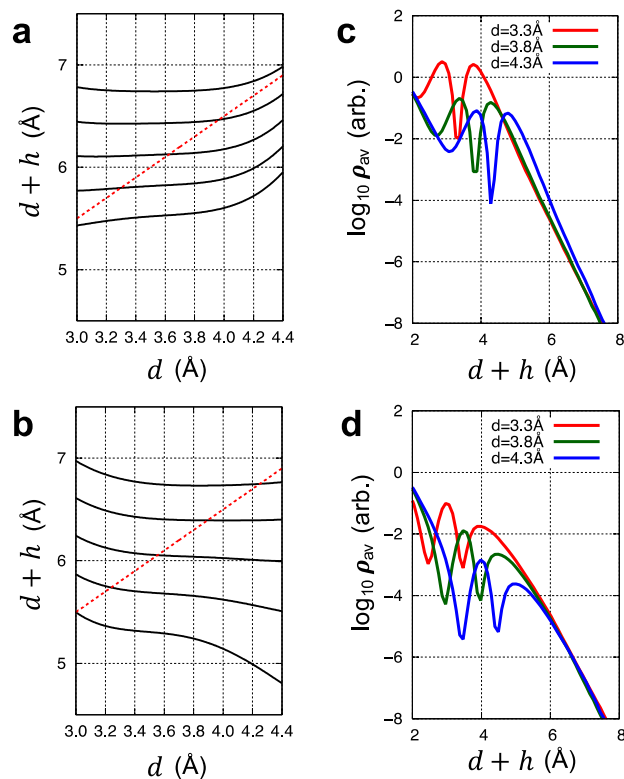 a
7
6
5
d + h (Å)
3.0 3.2 3.4 3.6 3.8 4.0 4.2 4.4
d (Å)
c
d=3.3Å
d=3.8Å
d=4.3Å
2
0
−2
−4
−6
−8
log10 ρav (arb.)
2 4 6 8
d + h (Å)
b
7
6
5
d + h (Å)
3.0 3.2 3.4 3.6 3.8 4.0 4.2 4.4
d (Å)
d
d=3.3Å
d=3.8Å
d=4.3Å
2
0
−2
−4
−6
−8
log10 ρav (arb.)
2 4 6 8
d + h (Å)